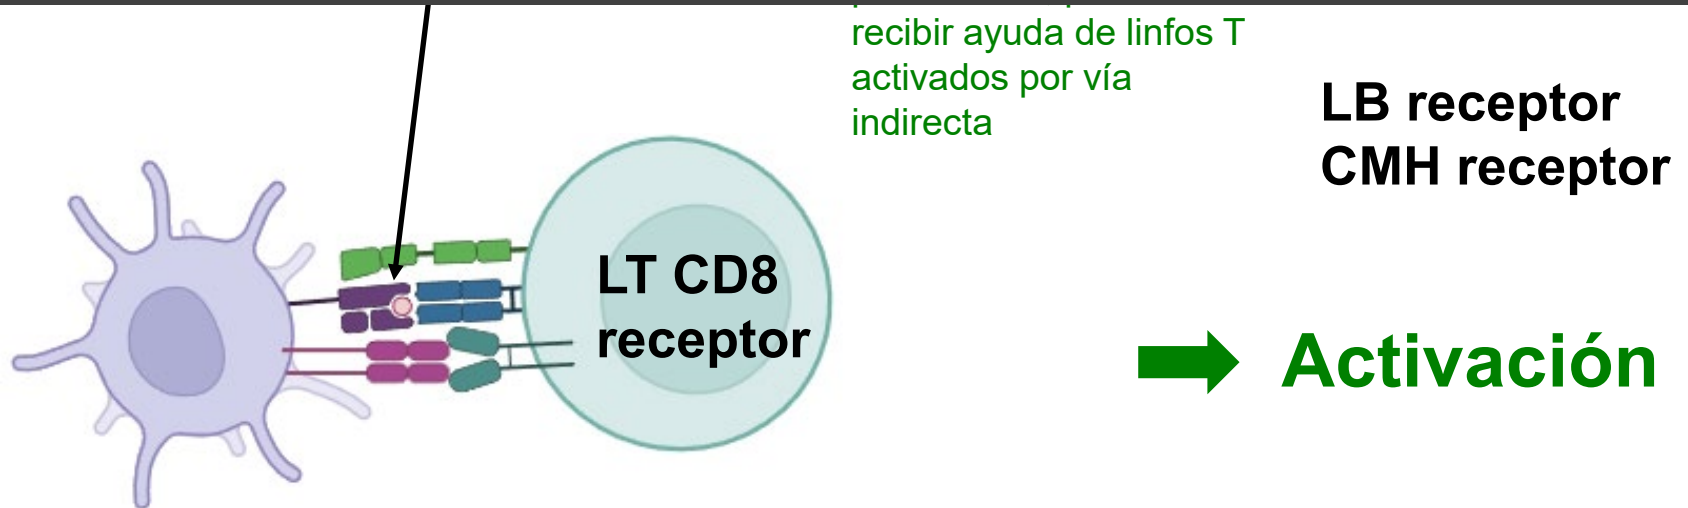 recibir ayuda de linfos T
activados por vía
indirecta
LB receptor
CMH receptor
LT CD8
receptor
Activación